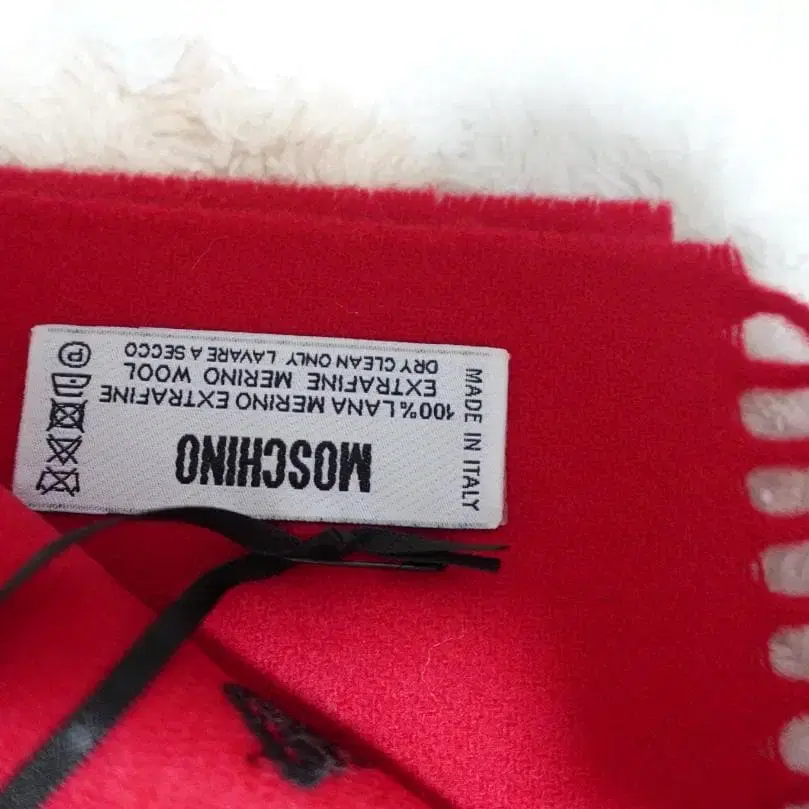 MOSCHINO
100% LANA MERINO EXTRAFINE
EXTRAFINE MERINO WOOL
DRY CLEAN ONLY LAVARE A SECCO
MADE IN ITALY